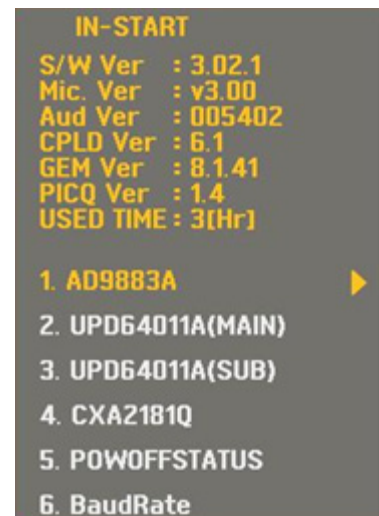 IN-START
S/W Ver : 3.02.1
Mic. Ver : v3.00
Aud Ver : 005402
CPLD Ver : 6.1
GEM Ver : 8.1.41
PICQ Ver : 1.4
USED TIME : 3[Hr]
1. AD9883A
2. UPD64011A(MAIN)
3. UPD64011A(SUB)
4. CXA2181Q
5. POWOFFSTATUS
6. BaudRate